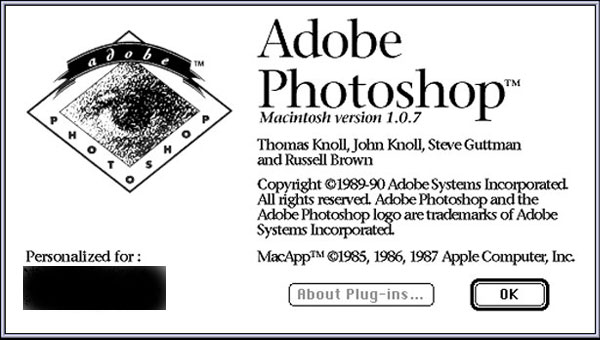 adobe™
PHOTOSHOP
Adobe
Photoshop™
Macintosh version 1.0.7
Thomas Knoll, John Knoll, Steve Guttman
and Russell Brown
Copyright ©1989-90 Adobe Systems Incorporated.
All rights reserved. Adobe Photoshop and the
Adobe Photoshop logo are trademarks of Adobe
Systems Incorporated.
Personalized for :
MacApp™ ©1985, 1986, 1987 Apple Computer, Inc.
About Plug-ins...
OK